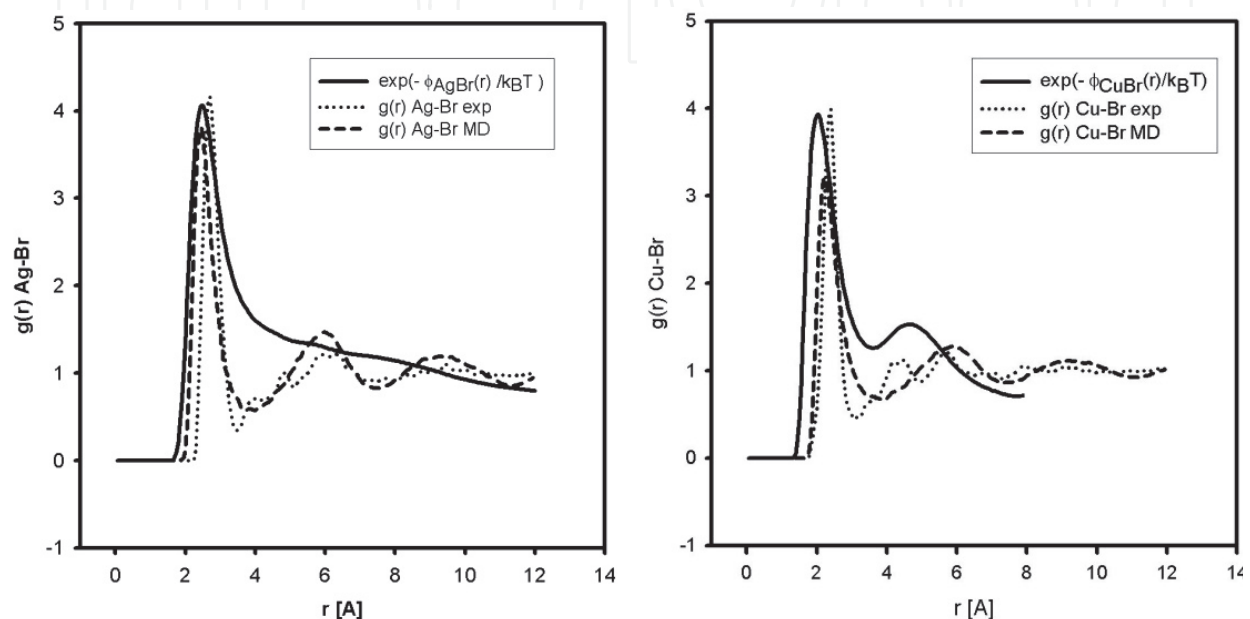 5
4
3
2
1
0
-1
g(r) Ag-Br
exp(- ϕAgBr(r) /kBT )
g(r) Ag-Br exp
g(r) Ag-Br MD
0 2 4 6 8 10 12 14
r [A]
5
4
3
2
1
0
-1
g(r) Cu-Br
exp(- ϕCuBr(r)/kBT)
g(r) Cu-Br exp
g(r) Cu-Br MD
0 2 4 6 8 10 12 14
r [A]